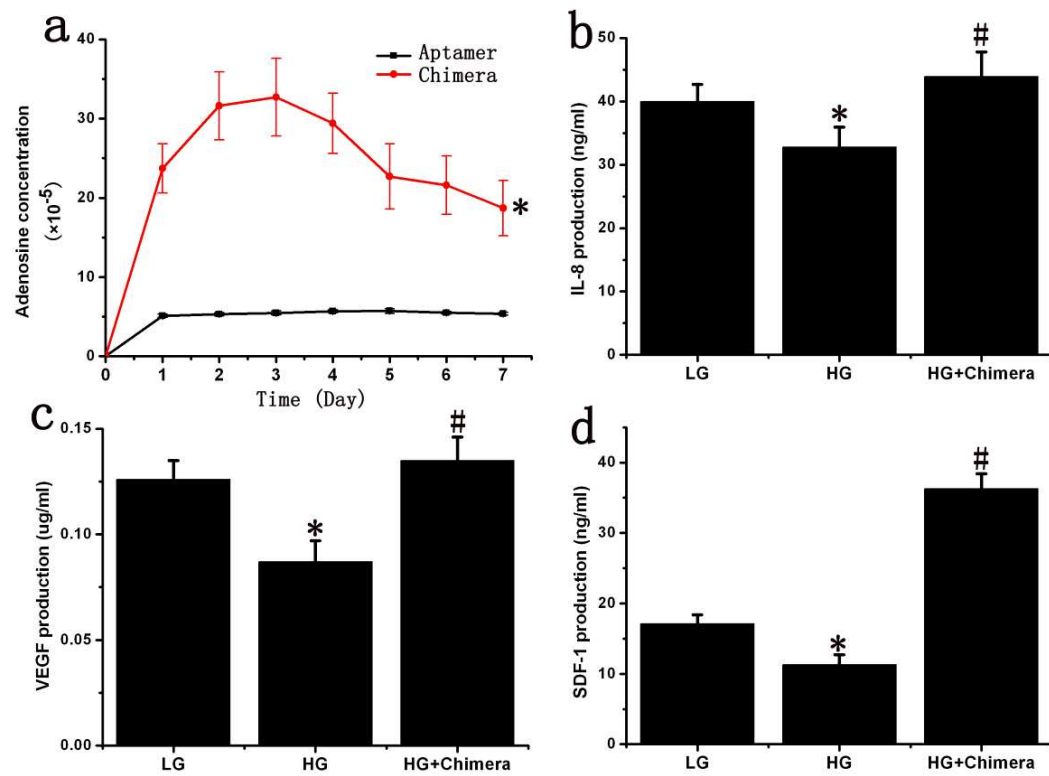 a
Aptamer
Chimera
Adenosine concentration
(×10-5)
40
30
20
10
0
*
0 1 2 3 4 5 6 7
Time (Day)
b
IL-8 production (ng/ml)
50
40
30
20
10
0
*
#
LG HG HG+Chimera
c
VEGF production (ug/ml)
0.15
0.10
0.05
0.00
*
#
LG HG HG+Chimera
d
SDF-1 production (ng/ml)
40
30
20
10
0
*
#
LG HG HG+Chimera